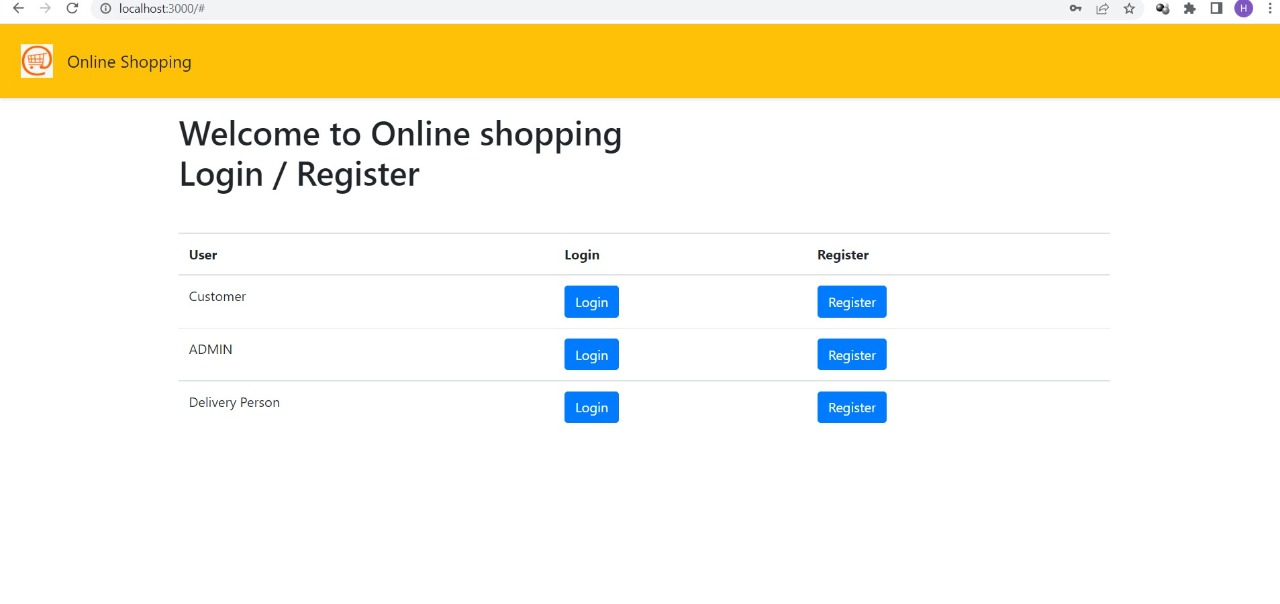 localhost:3000/#
H
Online Shopping
Welcome to Online shopping
Login / Register
User Login Register
Customer Login Register
ADMIN Login Register
Delivery Person Login Register